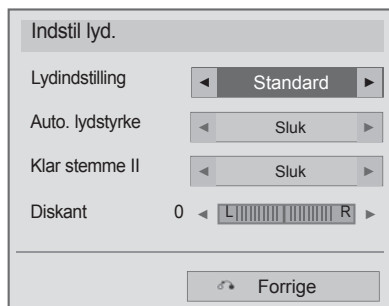 Indstil lyd.
Lydindstilling ◄ Standard ►
Auto. lydstyrke ◄ Sluk ►
Klar stemme II ◄ Sluk ►
Diskant 0 ◄ L R ►
Forrige